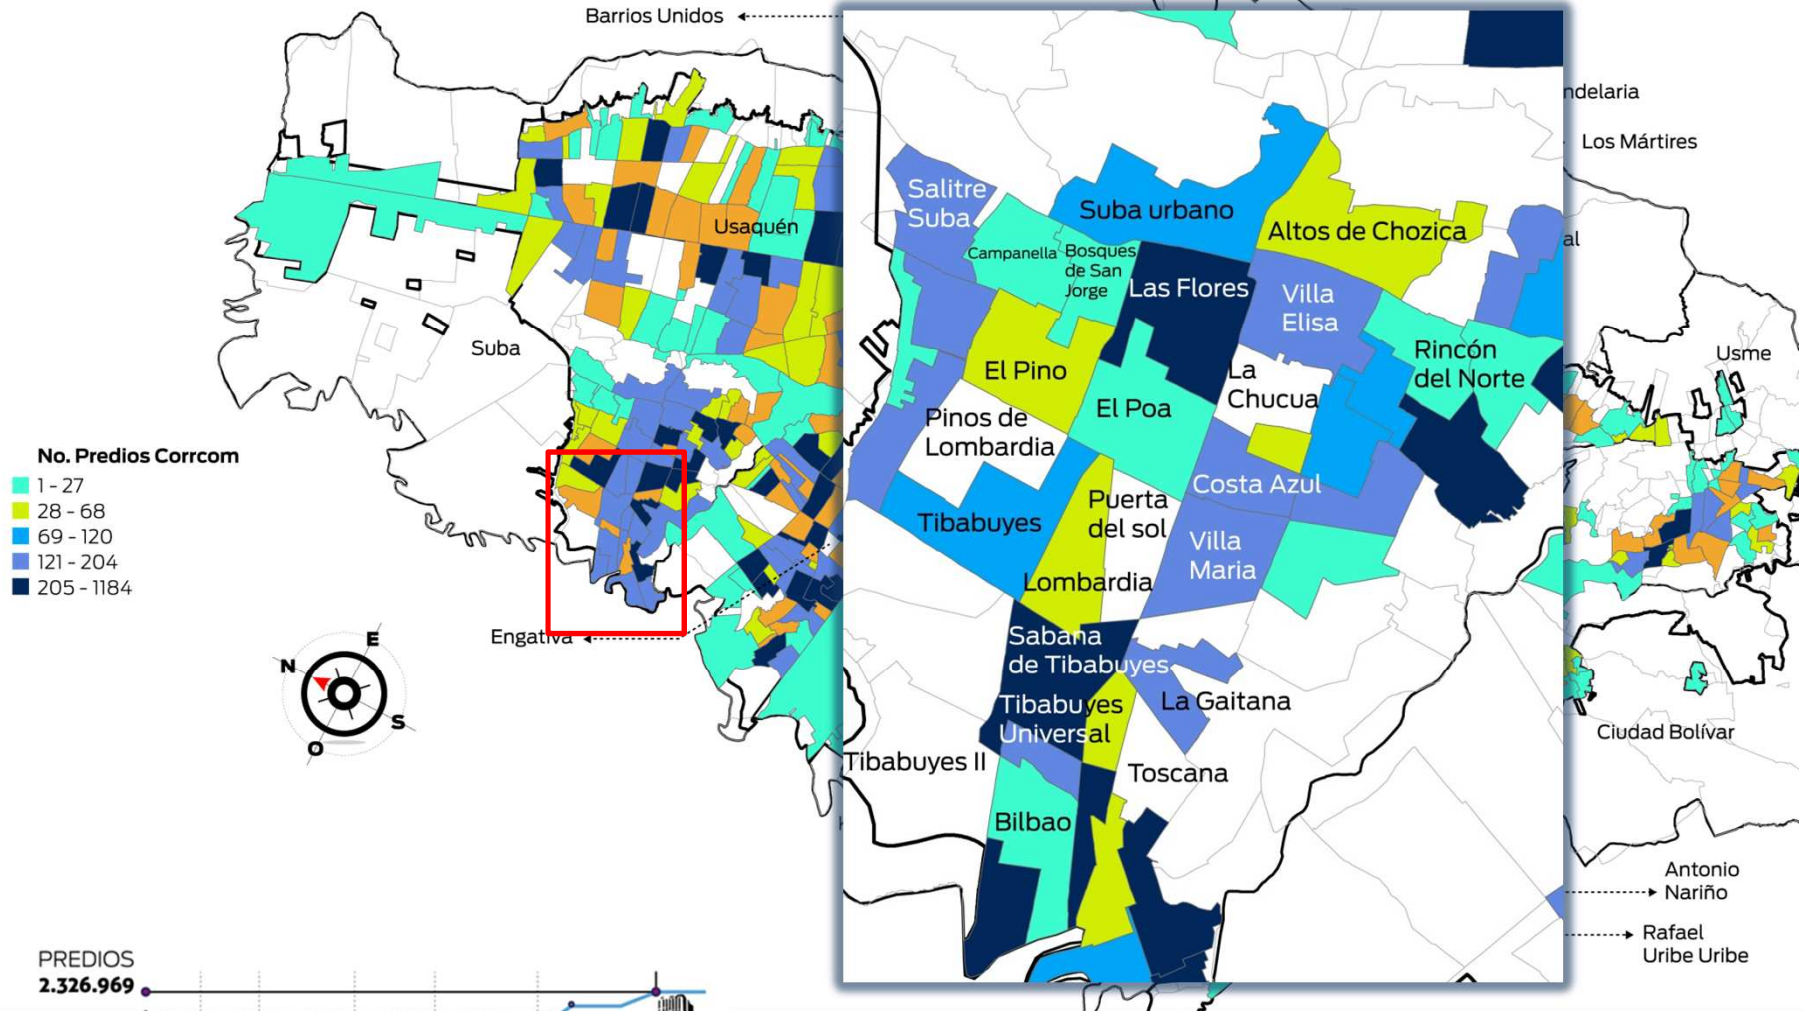 Barrios Unidos
ndelaria
Los Mártires
al
Usaquén
Suba
Usme
No. Predios Corrcom
1 - 27
28 - 68
69 - 120
121 - 204
205 - 1184
N
E
S
O
Engativá
Salitre
Suba
Suba urbano
Altos de Chozica
Campanella
Bosques
de San
Jorge
Las Flores
Villa
Elisa
Rincón
del Norte
El Pino
La
Chucua
El Poa
Pinos de
Lombardia
Costa Azul
Tibabuyes
Puerta
del sol
Villa
Maria
Lombardia
Sabana
de Tibabuyes
Tibabuyes
Universal
La Gaitana
Tibabuyes II
Toscana
Bilbao
Ciudad Bolívar
Antonio
Nariño
Rafael
Uribe Uribe
PREDIOS
2.326.969